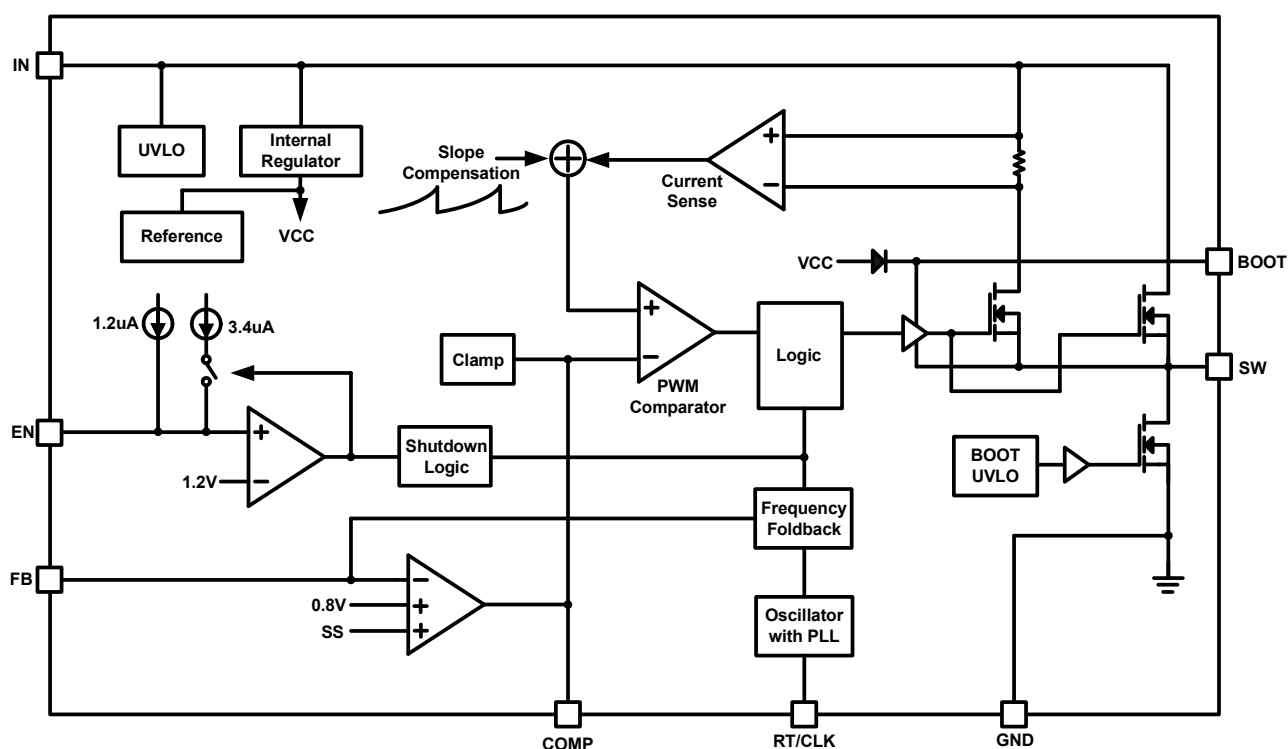 IN
UVLO
Internal
Regulator
Reference
VCC
Slope
Compensation
+
+
−
Current
Sense
VCC
BOOT
1.2uA
3.4uA
Clamp
+
−
PWM
Comparator
Logic
SW
EN
+
1.2V
−
Shutdown
Logic
BOOT
UVLO
Frequency
Foldback
FB
−
0.8V
+
SS
+
Oscillator
with PLL
COMP
RT/CLK
GND